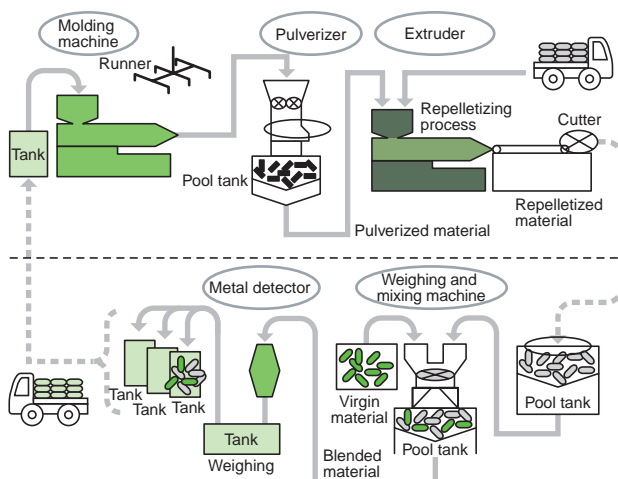 Molding
machine
Runner
Pulverizer
Extruder
Repelletizing
process
Cutter
Tank
Pool tank
Repelletized
material
Pulverized material
Metal detector
Weighing and
mixing machine
Tank
Tank
Tank
Virgin
material
Pool tank
Tank
Weighing
Blended
material
Pool tank